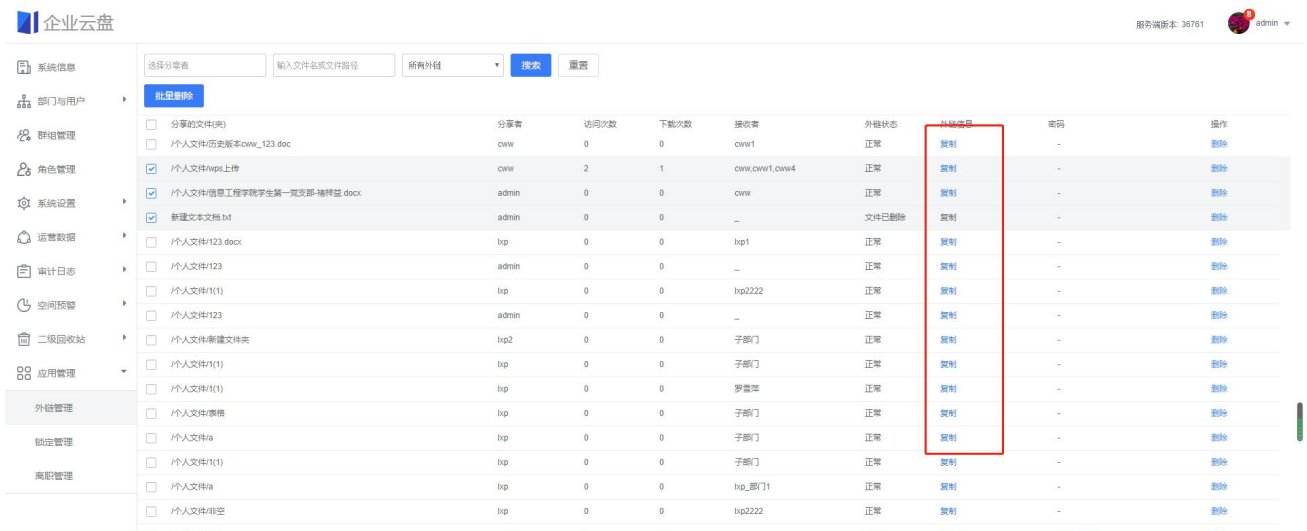 企业云盘
服务端版本: 36761
8
admin
系统信息
部门与用户
群组管理
角色管理
系统设置
运营数据
审计日志
空间预警
二级回收站
应用管理
外链管理
锁定管理
离职管理
选择分享者 输入文件名或文件路径 所有外链 搜索 重置
批量删除
分享的文件(夹) 分享者 访问次数 下载次数 接收者 外链状态 外链信息 密码 操作
/个人文件/历史版本cww_123.doc cww 0 0 cww1 正常 复制 - 删除
/个人文件/wps上传 cww 2 1 cww,cww1,cww4 正常 复制 - 删除
/个人文件/信息工程学院学生第一党支部-褚梓益.docx admin 0 0 cww 正常 复制 - 删除
新建文本文档.txt admin 0 0 _ 文件已删除 复制 - 删除
/个人文件/123.docx lxp 0 0 lxp1 正常 复制 - 删除
/个人文件/123 admin 0 0 _ 正常 复制 - 删除
/个人文件/1(1) lxp 0 0 lxp2222 正常 复制 - 删除
/个人文件/123 admin 0 0 _ 正常 复制 - 删除
/个人文件/新建文件夹 lxp2 0 0 子部门 正常 复制 - 删除
/个人文件/1(1) lxp 0 0 子部门 正常 复制 - 删除
/个人文件/1(1) lxp 0 0 罗雪萍 正常 复制 - 删除
/个人文件/表格 lxp 0 0 子部门 正常 复制 - 删除
/个人文件/a lxp 0 0 子部门 正常 复制 - 删除
/个人文件/1(1) lxp 0 0 子部门 正常 复制 - 删除
/个人文件/a lxp 0 0 lxp_部门1 正常 复制 - 删除
/个人文件/非空 lxp 0 0 lxp2222 正常 复制 - 删除